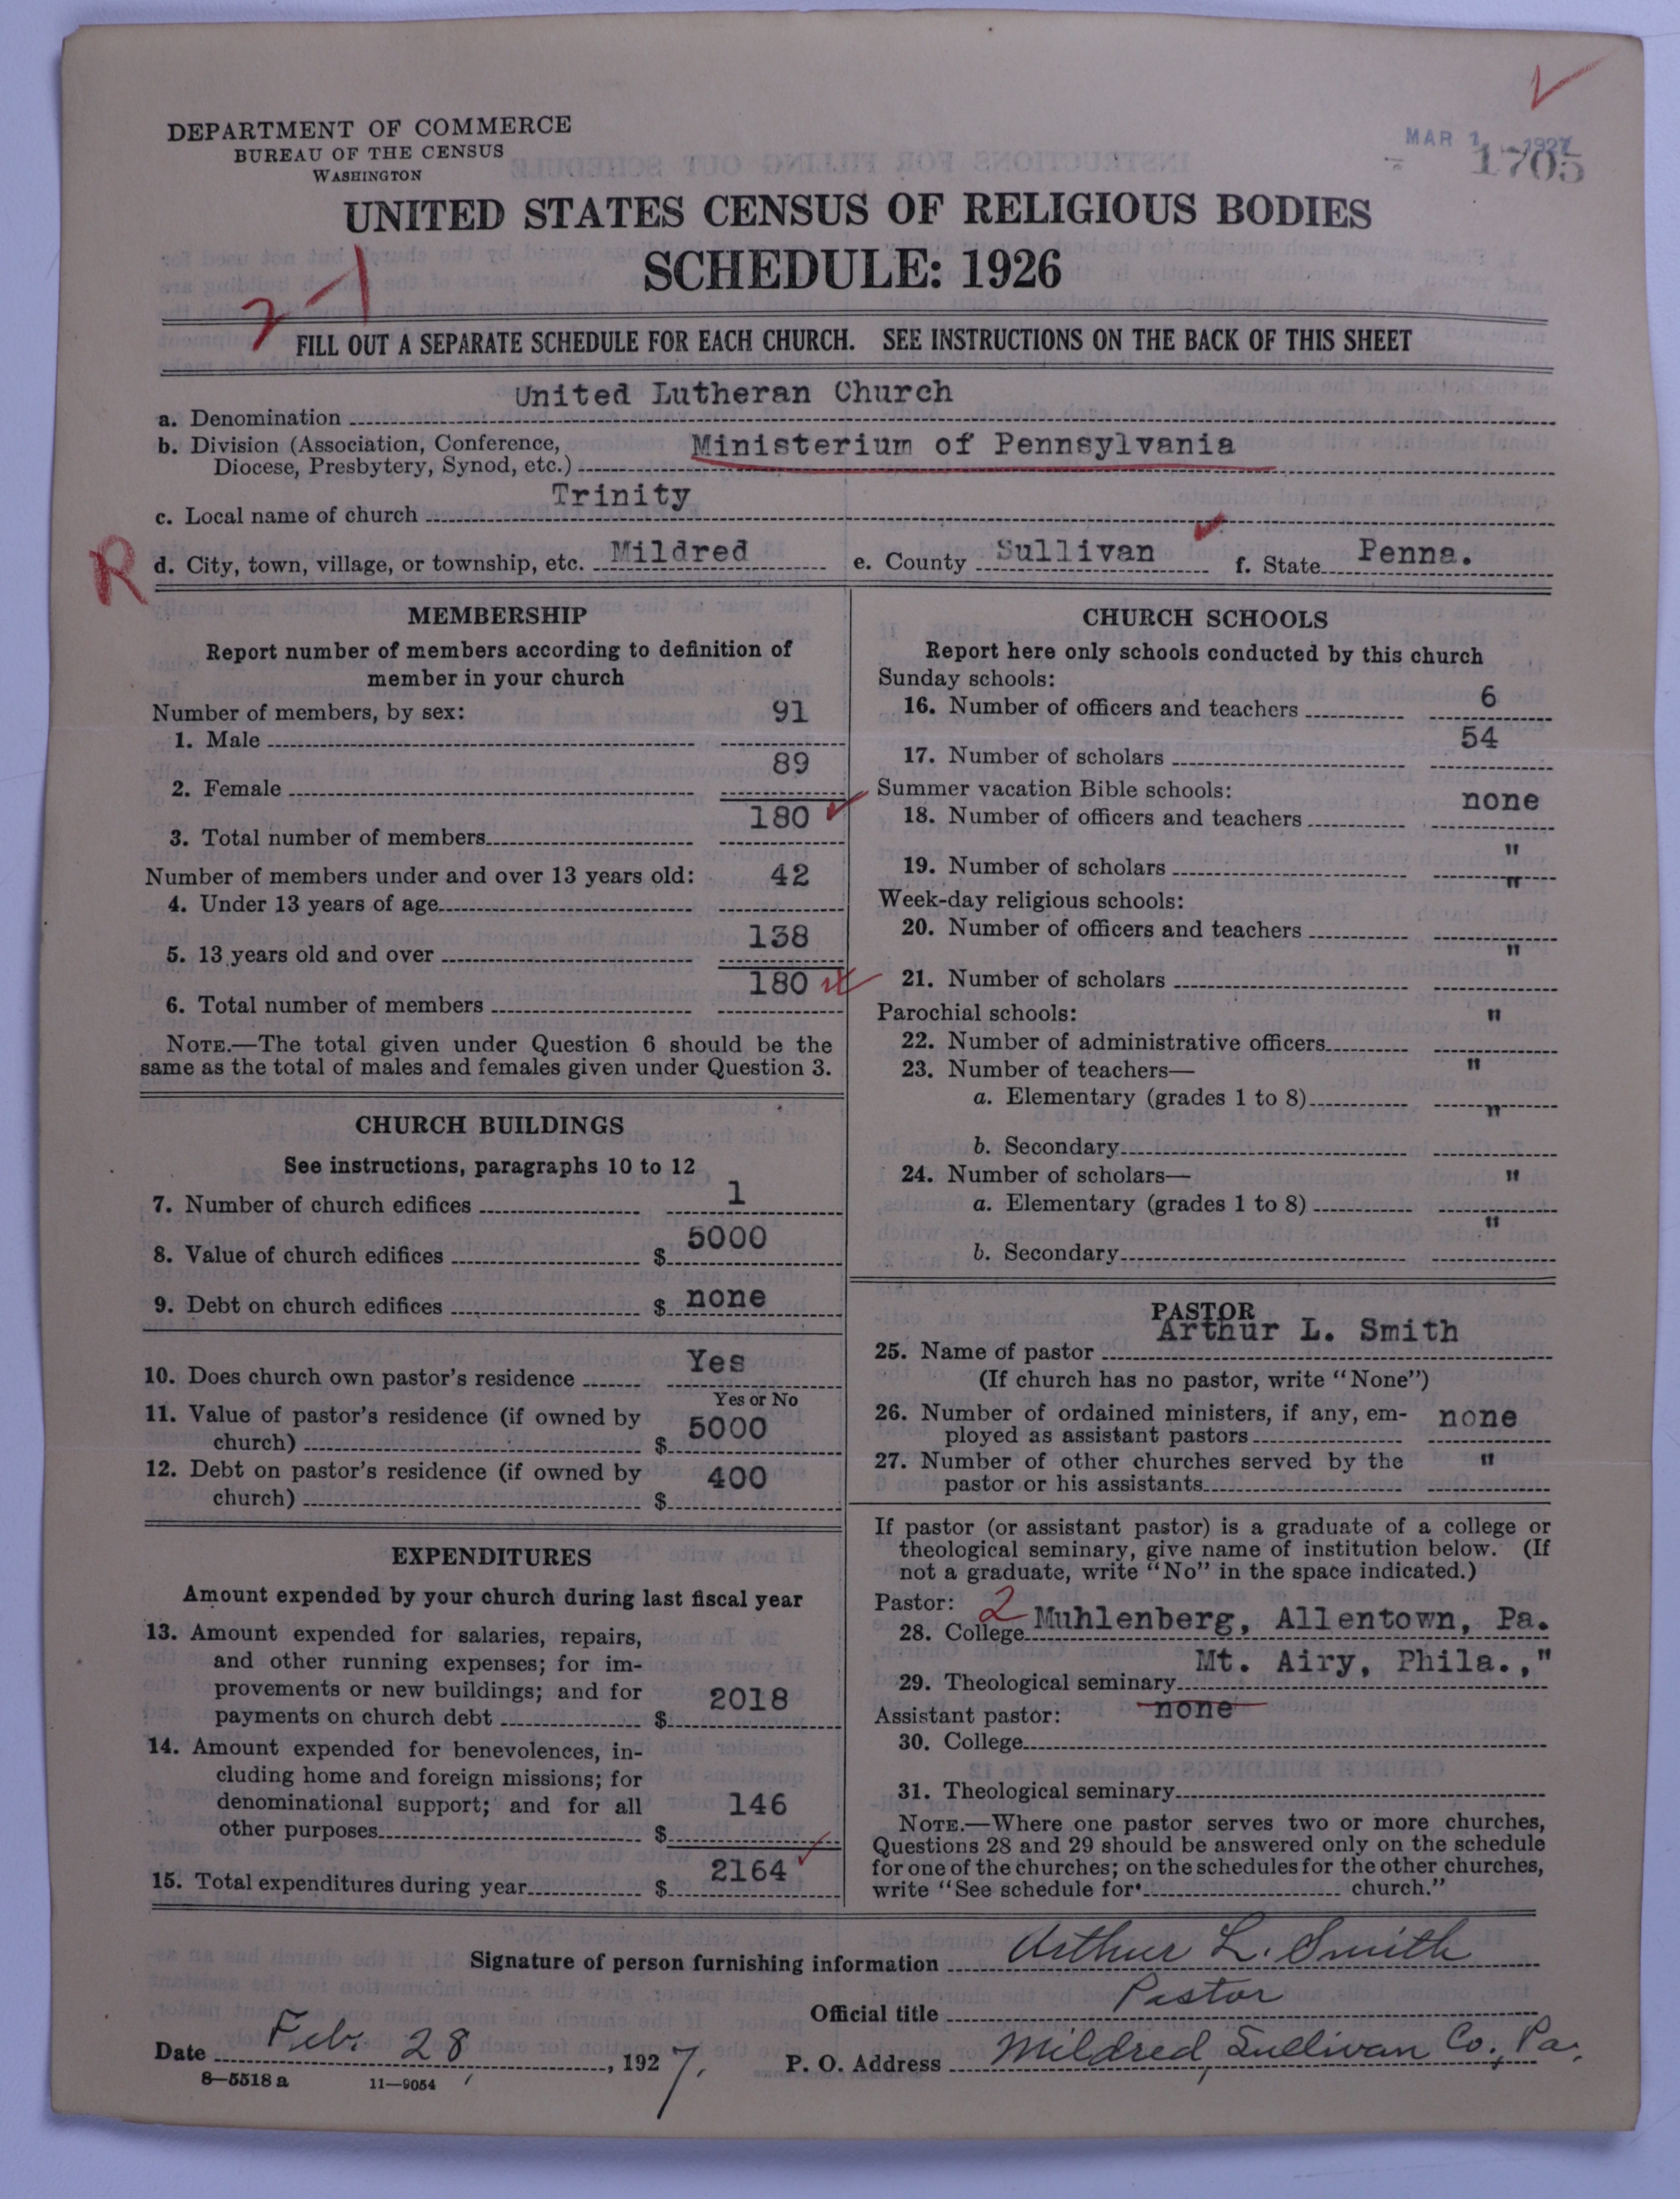 DEPARTMENT OF COMMERCE
BUREAU OF THE CENSUS
WASHINGTON
MAR 1 1927
1705
UNITED STATES CENSUS OF RELIGIOUS BODIES
SCHEDULE: 1926
FILL OUT A SEPARATE SCHEDULE FOR EACH CHURCH. SEE INSTRUCTIONS ON THE BACK OF THIS SHEET
a. Denomination United Lutheran Church
b. Division (Association, Conference, Diocese, Presbytery, Synod, etc.) Ministerium of Pennsylvania
c. Local name of church Trinity
R
d. City, town, village, or township, etc. Mildred e. County Sullivan f. State Penna.
MEMBERSHIP
Report number of members according to definition of
member in your church
Number of members, by sex:
1. Male 91
2. Female 89
3. Total number of members 180
Number of members under and over 13 years old:
4. Under 13 years of age 42
5. 13 years old and over 138
6. Total number of members 180
NOTE.—The total given under Question 6 should be the
same as the total of males and females given under Question 3.
CHURCH BUILDINGS
See instructions, paragraphs 10 to 12
7. Number of church edifices 1
8. Value of church edifices $ 5000
9. Debt on church edifices $ none
10. Does church own pastor's residence Yes
Yes or No
11. Value of pastor's residence (if owned by
church) $ 5000
12. Debt on pastor's residence (if owned by
church) $ 400
EXPENDITURES
Amount expended by your church during last fiscal year
13. Amount expended for salaries, repairs,
and other running expenses; for im-
provements or new buildings; and for
payments on church debt $ 2018
14. Amount expended for benevolences, in-
cluding home and foreign missions; for
denominational support; and for all
other purposes $ 146
15. Total expenditures during year $ 2164
CHURCH SCHOOLS
Report here only schools conducted by this church
Sunday schools:
16. Number of officers and teachers 6
17. Number of scholars 54
Summer vacation Bible schools:
18. Number of officers and teachers none
19. Number of scholars "
Week-day religious schools:
20. Number of officers and teachers "
21. Number of scholars "
Parochial schools:
22. Number of administrative officers "
23. Number of teachers—
a. Elementary (grades 1 to 8) "
b. Secondary "
24. Number of scholars—
a. Elementary (grades 1 to 8) "
b. Secondary "
PASTOR
25. Name of pastor Arthur L. Smith
(If church has no pastor, write "None")
26. Number of ordained ministers, if any, em-
ployed as assistant pastors none
27. Number of other churches served by the
pastor or his assistants "
If pastor (or assistant pastor) is a graduate of a college or
theological seminary, give name of institution below. (If
not a graduate, write "No" in the space indicated.)
Pastor: 2
28. College Muhlenberg, Allentown, Pa.
29. Theological seminary Mt. Airy, Phila.,"
Assistant pastor: none
30. College
31. Theological seminary
NOTE.—Where one pastor serves two or more churches,
Questions 28 and 29 should be answered only on the schedule
for one of the churches; on the schedules for the other churches,
write "See schedule for church."
Signature of person furnishing information Arthur L. Smith
Official title Pastor
Date Feb. 28, 1927. P. O. Address Mildred, Sullivan Co., Pa.
8—5518 a 11—9054